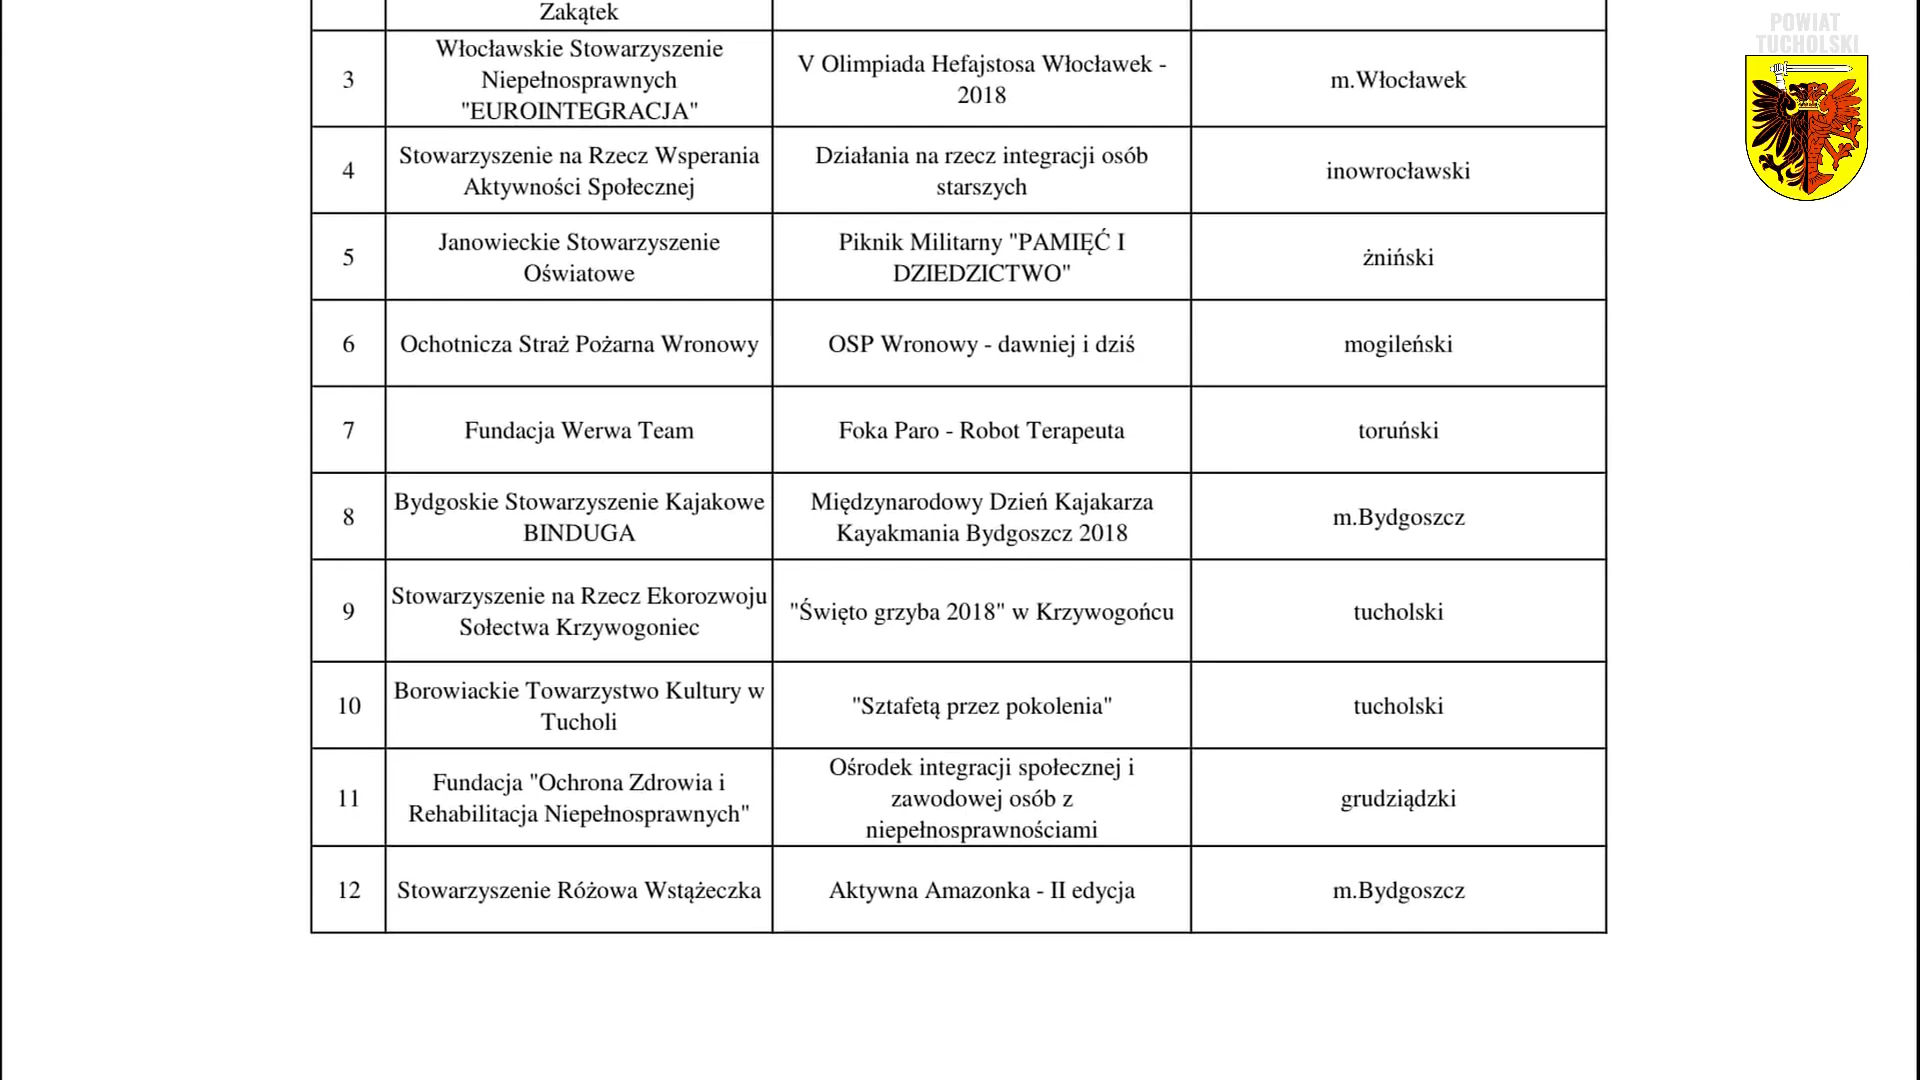 Zakątek
3
Włocławskie Stowarzyszenie
Niepełnosprawnych
"EUROINTEGRACJA"
V Olimpiada Hefajstosa Włocławek -
2018
m.Włocławek
4
Stowarzyszenie na Rzecz Wsperania
Aktywności Społecznej
Działania na rzecz integracji osób
starszych
inowrocławski
5
Janowieckie Stowarzyszenie
Oświatowe
Piknik Militarny "PAMIĘĆ I
DZIEDZICTWO"
żniński
6
Ochotnicza Straż Pożarna Wronowy
OSP Wronowy - dawniej i dziś
mogileński
7
Fundacja Werwa Team
Foka Paro - Robot Terapeuta
toruński
8
Bydgoskie Stowarzyszenie Kajakowe
BINDUGA
Międzynarodowy Dzień Kajakarza
Kayakmania Bydgoszcz 2018
m.Bydgoszcz
9
Stowarzyszenie na Rzecz Ekorozwoju
Sołectwa Krzywogoniec
"Święto grzyba 2018" w Krzywogońcu
tucholski
10
Borowiackie Towarzystwo Kultury w
Tucholi
"Sztafetą przez pokolenia"
tucholski
11
Fundacja "Ochrona Zdrowia i
Rehabilitacja Niepełnosprawnych"
Ośrodek integracji społecznej i
zawodowej osób z
niepełnosprawnościami
grudziądzki
12
Stowarzyszenie Różowa Wstążeczka
Aktywna Amazonka - II edycja
m.Bydgoszcz
POWIAT
TUCHOLSKI